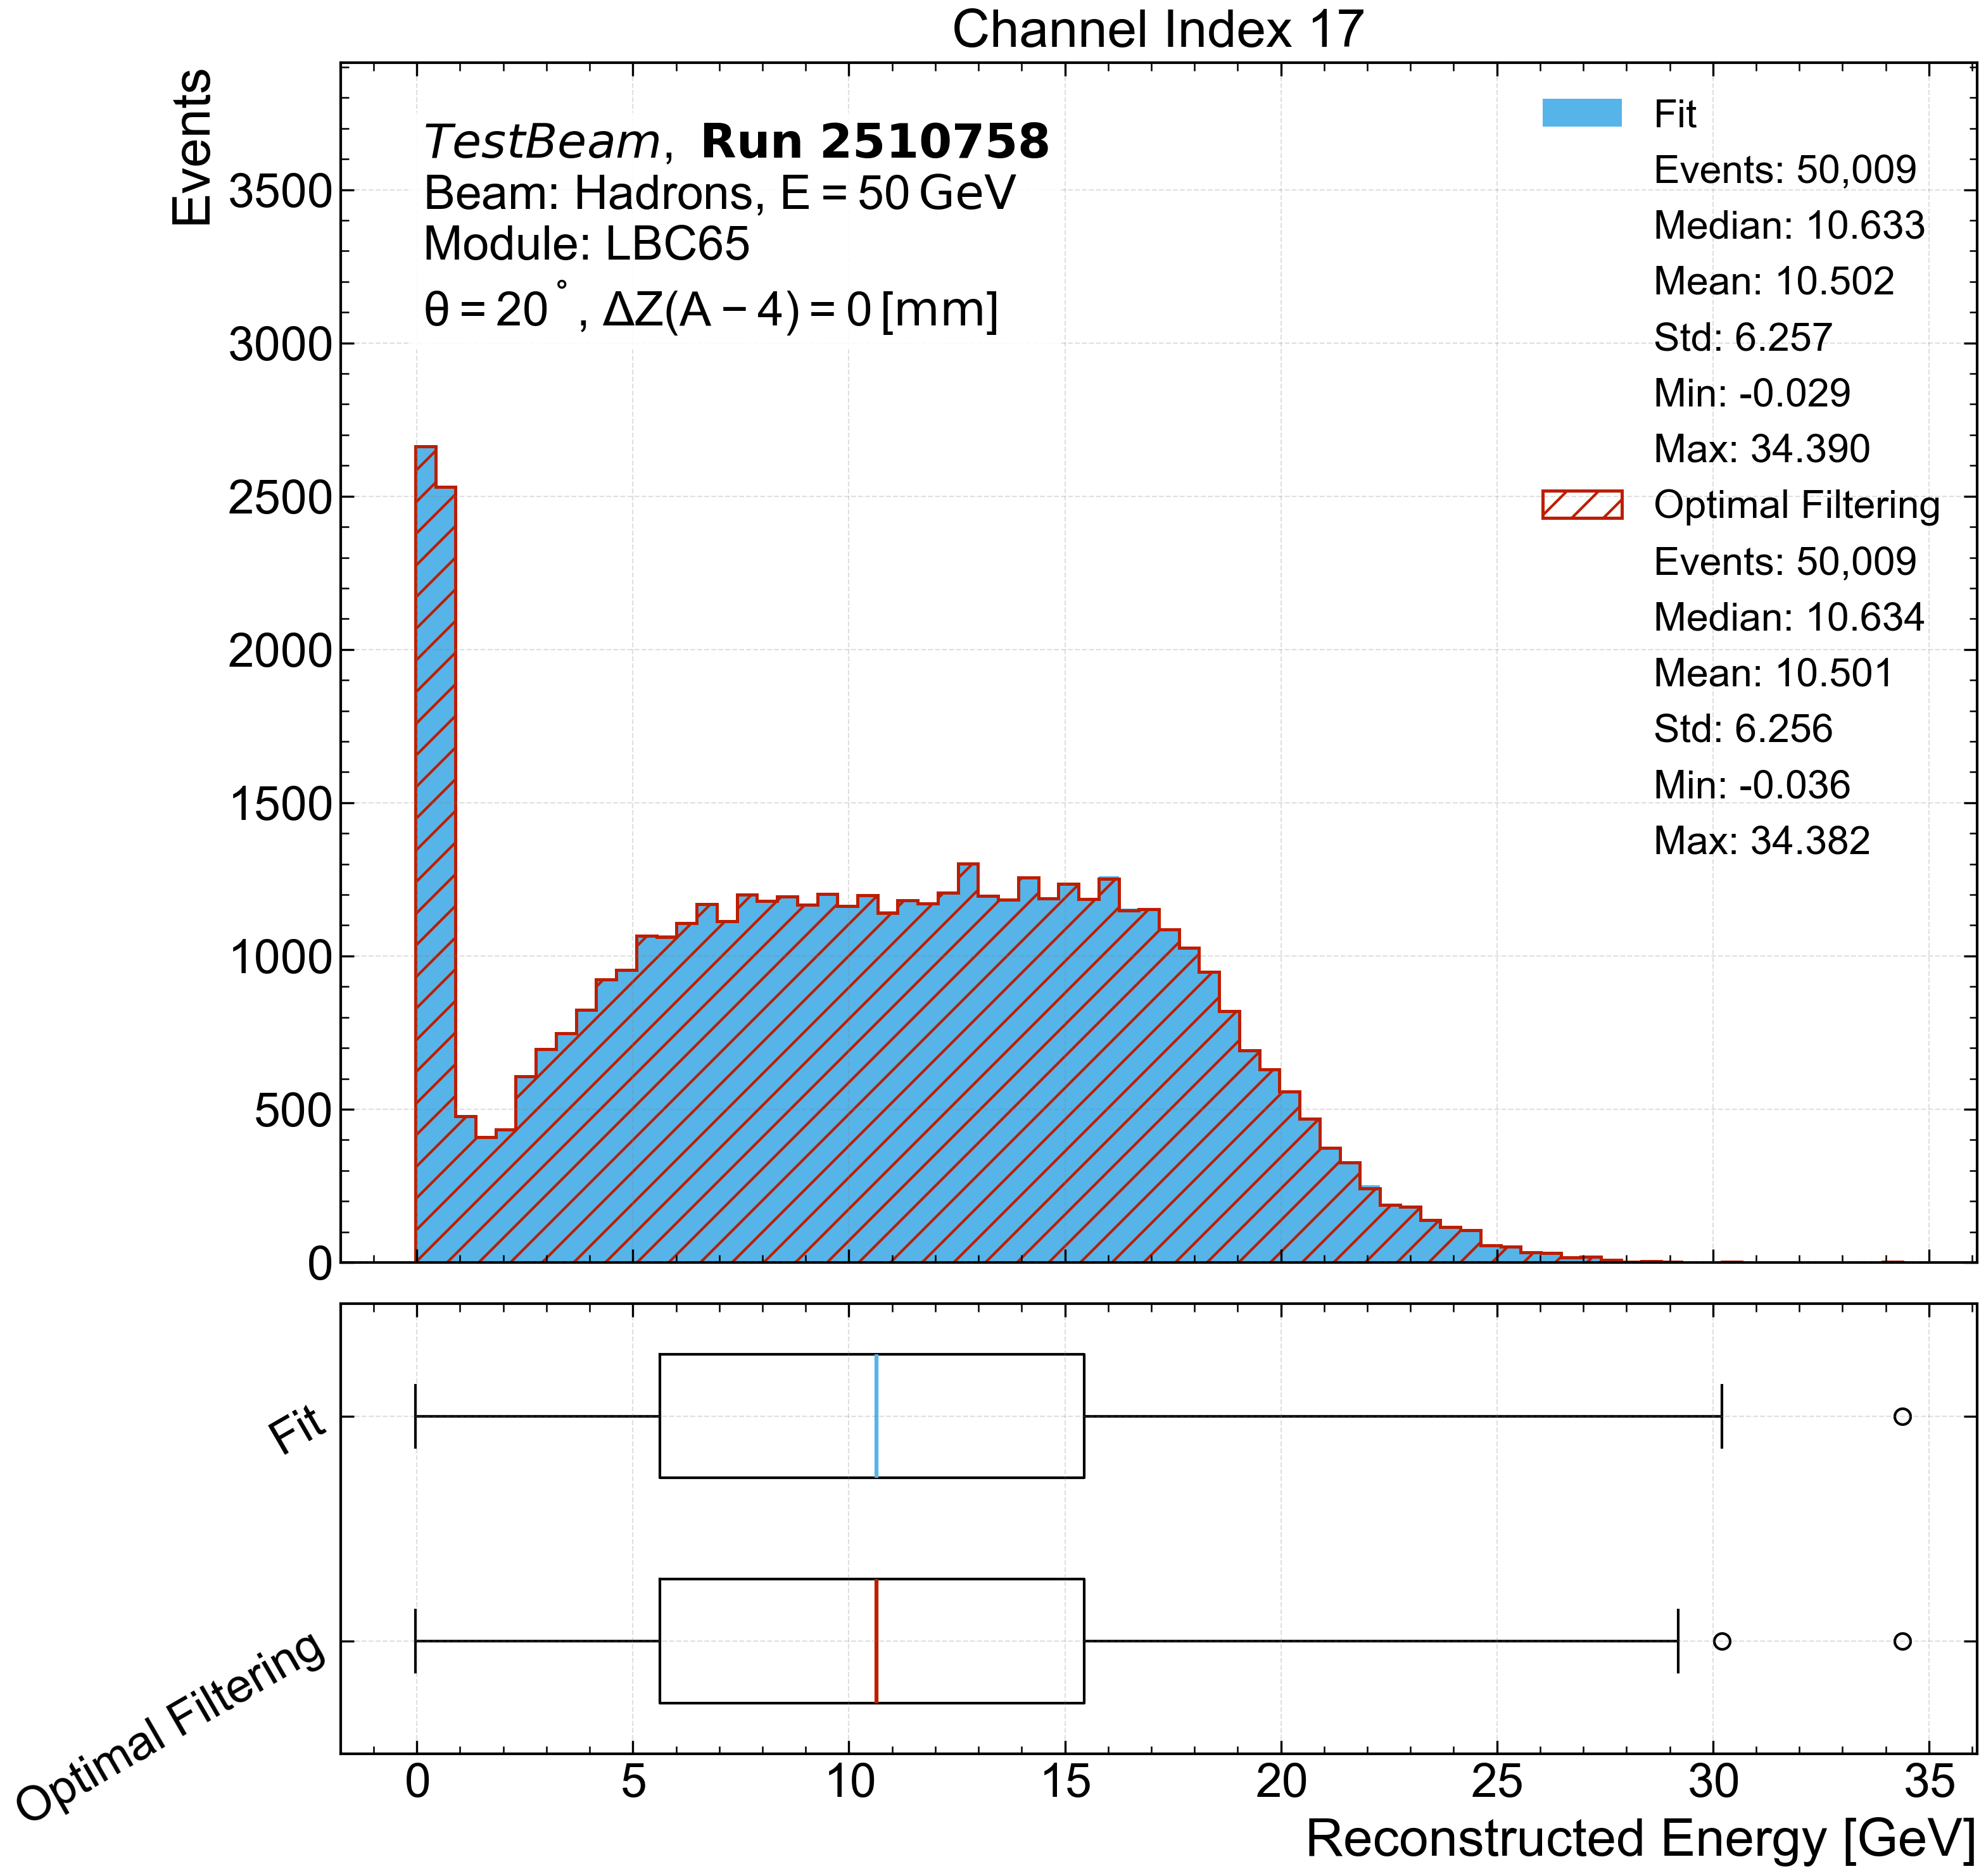 Channel Index 17
Events
3500
3000
2500
2000
1500
1000
500
0
TestBeam, Run 2510758
Beam: Hadrons, E = 50 GeV
Module: LBC65
θ = 20°, ΔZ(A − 4) = 0 [mm]
Fit
Events: 50,009
Median: 10.633
Mean: 10.502
Std: 6.257
Min: -0.029
Max: 34.390
Optimal Filtering
Events: 50,009
Median: 10.634
Mean: 10.501
Std: 6.256
Min: -0.036
Max: 34.382
Fit
Optimal Filtering
0 5 10 15 20 25 30 35
Reconstructed Energy [GeV]